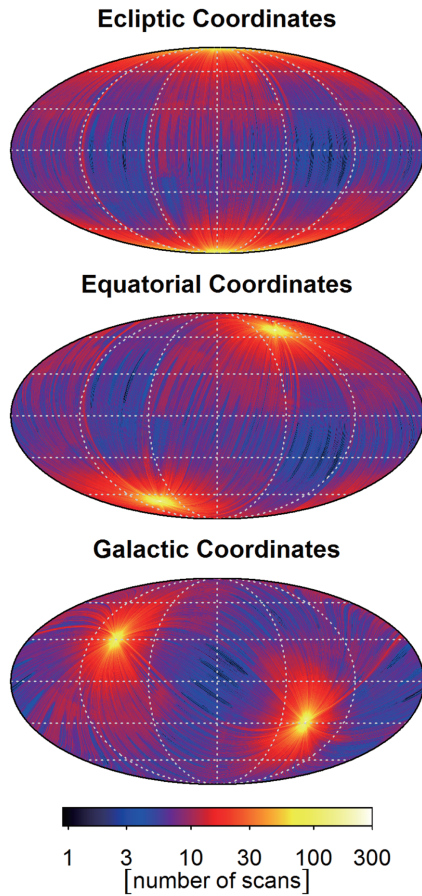 Ecliptic Coordinates
Equatorial Coordinates
Galactic Coordinates
1 3 10 30 100 300
[number of scans]